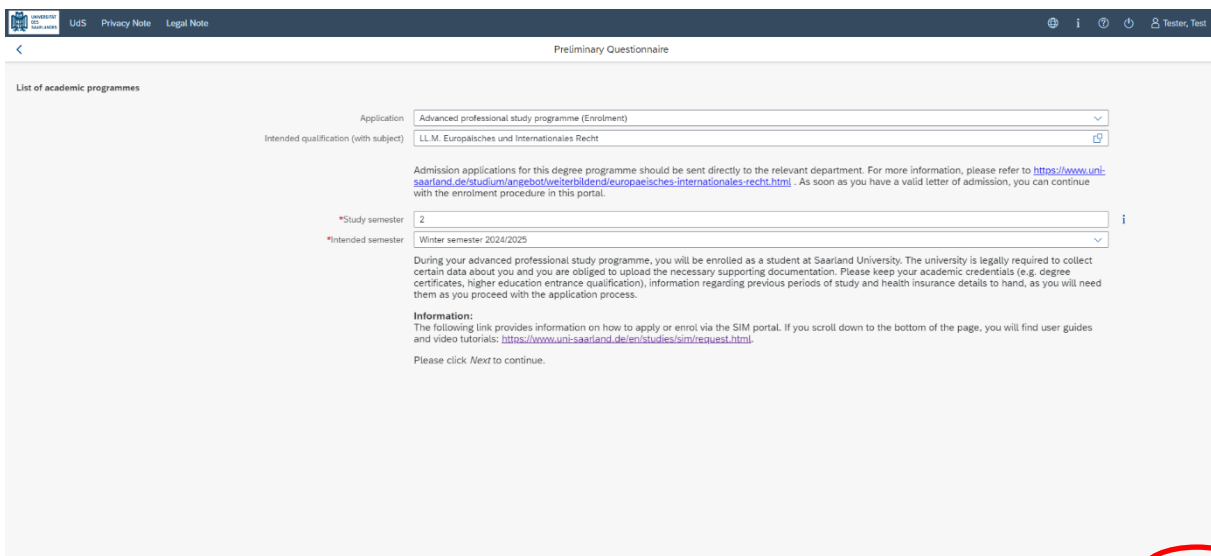 UNIVERSITÄT
DES
SAARLANDES
UdS Privacy Note Legal Note
Tester, Test
Preliminary Questionnaire
List of academic programmes
Application Advanced professional study programme (Enrolment)
Intended qualification (with subject) LL.M. Europäisches und Internationales Recht
Admission applications for this degree programme should be sent directly to the relevant department. For more information, please refer to https://www.uni-
saarland.de/studium/angebot/weiterbildend/europaeisches-internationales-recht.html . As soon as you have a valid letter of admission, you can continue
with the enrolment procedure in this portal.
*Study semester 2
*Intended semester Winter semester 2024/2025
During your advanced professional study programme, you will be enrolled as a student at Saarland University. The university is legally required to collect
certain data about you and you are obliged to upload the necessary supporting documentation. Please keep your academic credentials (e.g. degree
certificates, higher education entrance qualification), information regarding previous periods of study and health insurance details to hand, as you will need
them as you proceed with the application process.
Information:
The following link provides information on how to apply or enrol via the SIM portal. If you scroll down to the bottom of the page, you will find user guides
and video tutorials: https://www.uni-saarland.de/en/studies/sim/request.html.
Please click Next to continue.